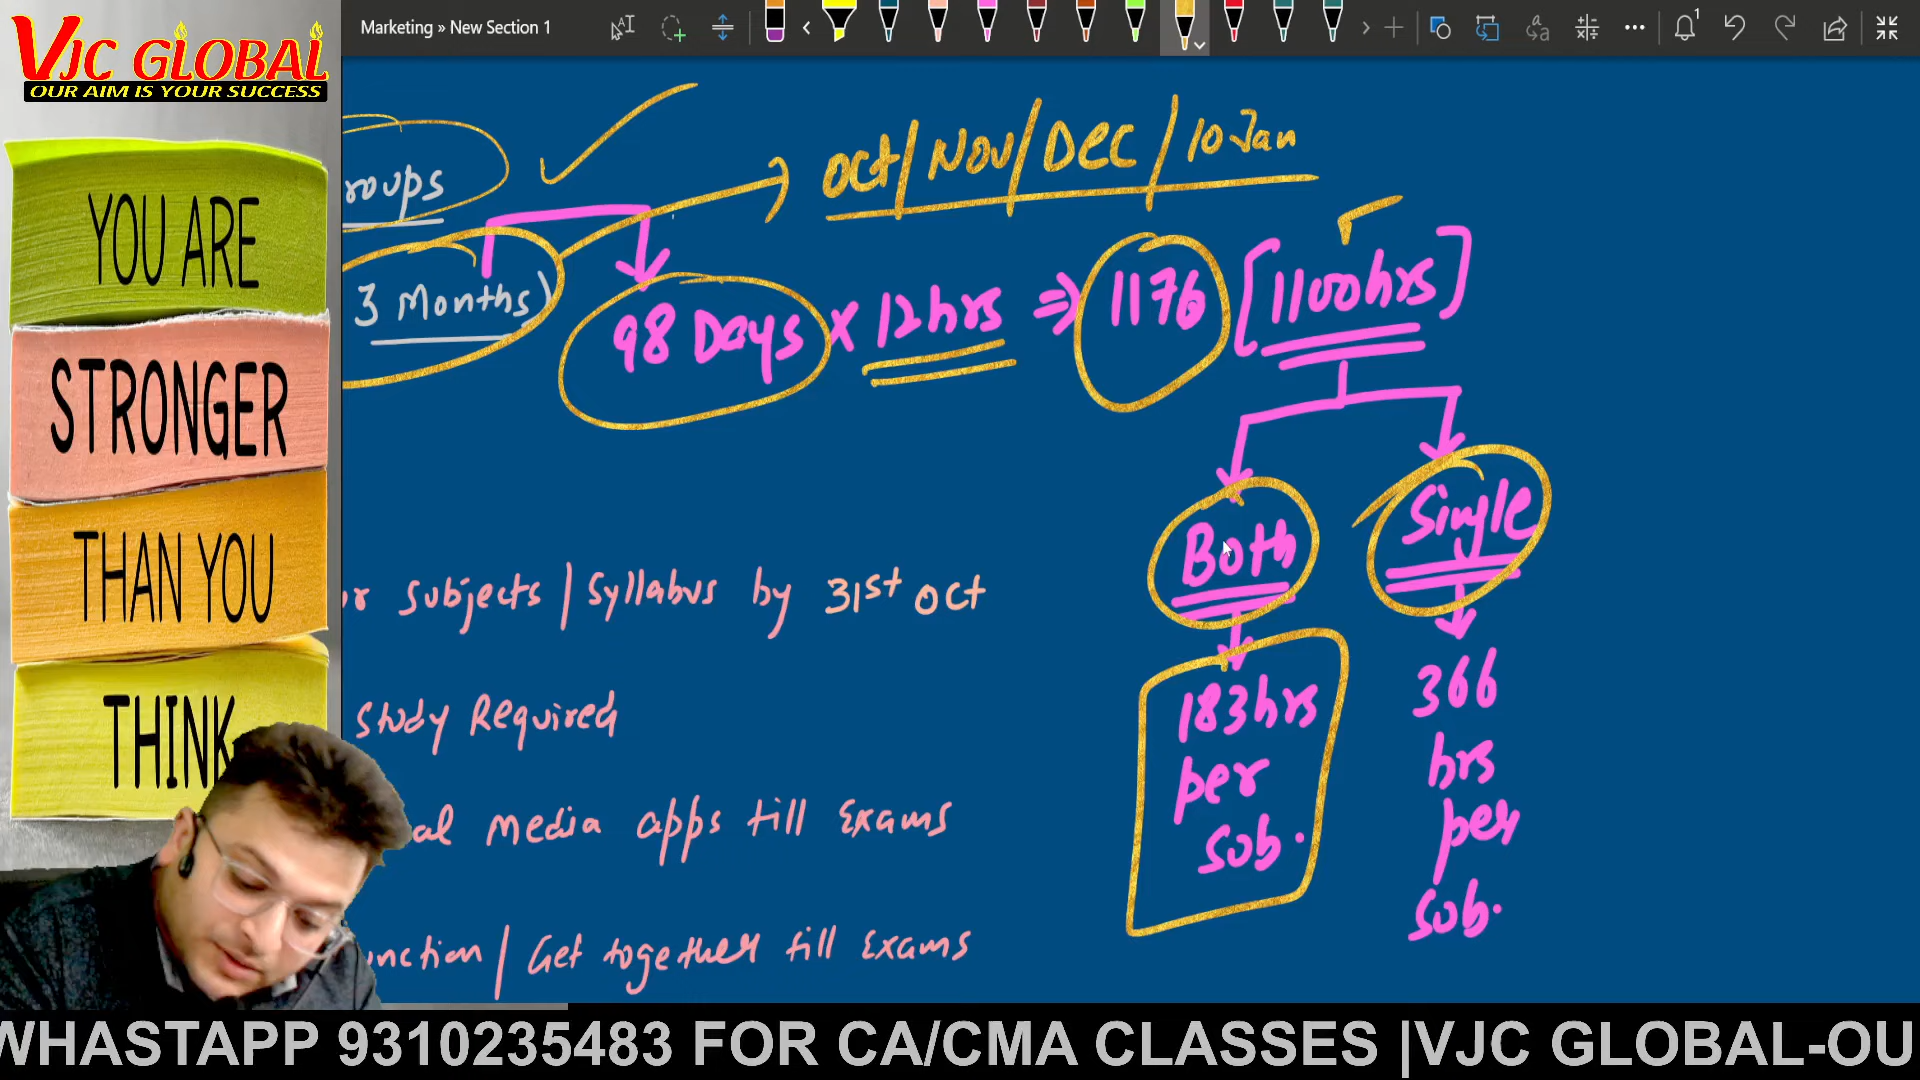 VJC GLOBAL
OUR AIM IS YOUR SUCCESS
Marketing » New Section 1
YOU ARE
STRONGER
THAN YOU
THINK
Oct/Nov/Dec/10 Jan
roups
3 Months)
98 Days x 12hrs ⇒ 1176 [1100hrs]
Both
Single
183hrs
per
sub.
366
hrs
per
sub.
or subjects / syllabus by 31st oct
study Required
al media apps till Exams
unction / Get together till Exams
WHASTAPP 9310235483 FOR CA/CMA CLASSES |VJC GLOBAL-OU